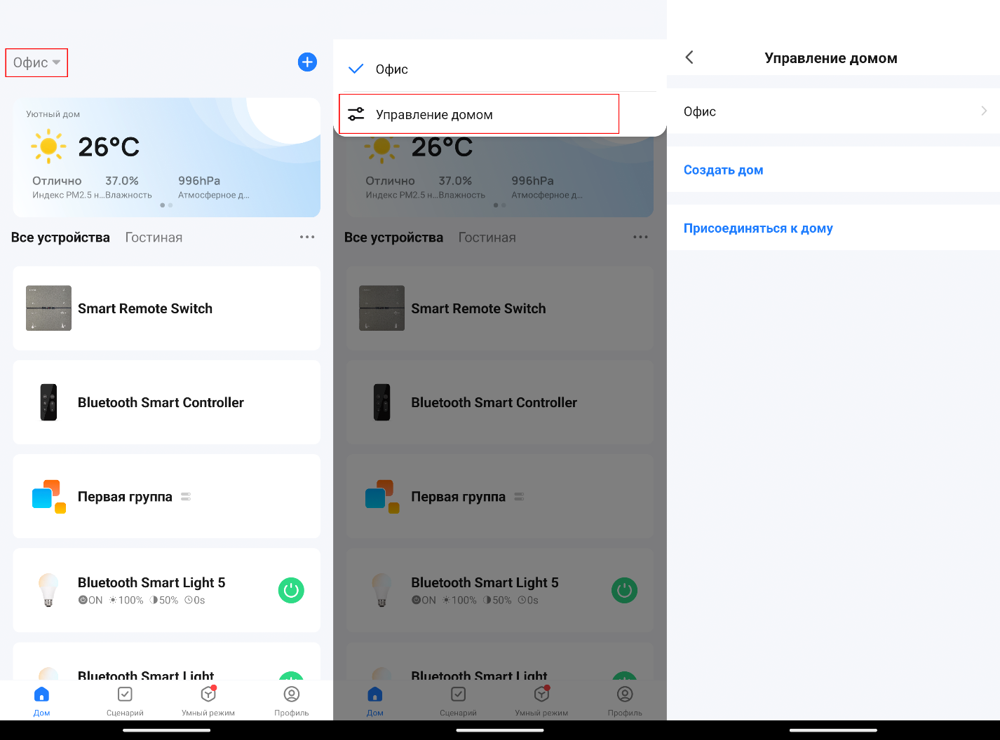 Офис
Уютный дом
26°C
Отлично 37.0% 996hPa
Индекс PM2.5 н... Влажность Атмосферное д...
Все устройства Гостиная
Smart Remote Switch
Bluetooth Smart Controller
Первая группа
Bluetooth Smart Light 5
ON 100% 50% 0s
Bluetooth Smart Light
Дом Сценарий Умный режим Профиль
Офис
Управление домом
26°C
Отлично 37.0% 996hPa
Индекс PM2.5 н... Влажность Атмосферное д...
Все устройства Гостиная
Smart Remote Switch
Bluetooth Smart Controller
Первая группа
Bluetooth Smart Light 5
ON 100% 50% 0s
Bluetooth Smart Light
Дом Сценарий Умный режим Профиль
Управление домом
Офис
Создать дом
Присоединяться к дому